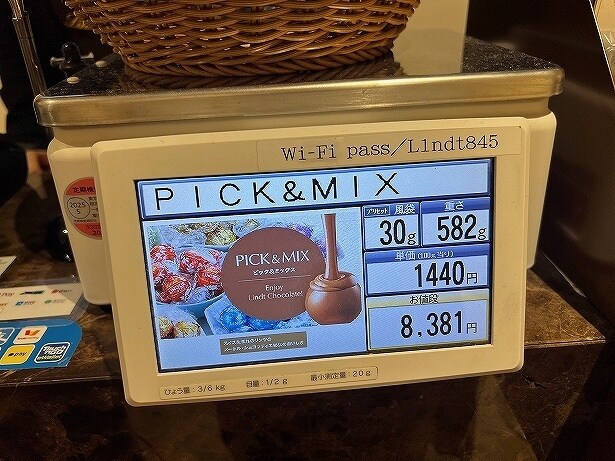 Wi-Fi pass/L1ndt845
PICK&MIX
プリセット 風袋 重さ
30g 582g
単価(100g当り)
1440円
お値段
8,381円
PICK&MIX
ピック&ミックス
Enjoy
Lindt Chocolate!
ひょう量:3/6 kg 目量:1/2 g 最小測定量:20 g
2025
5